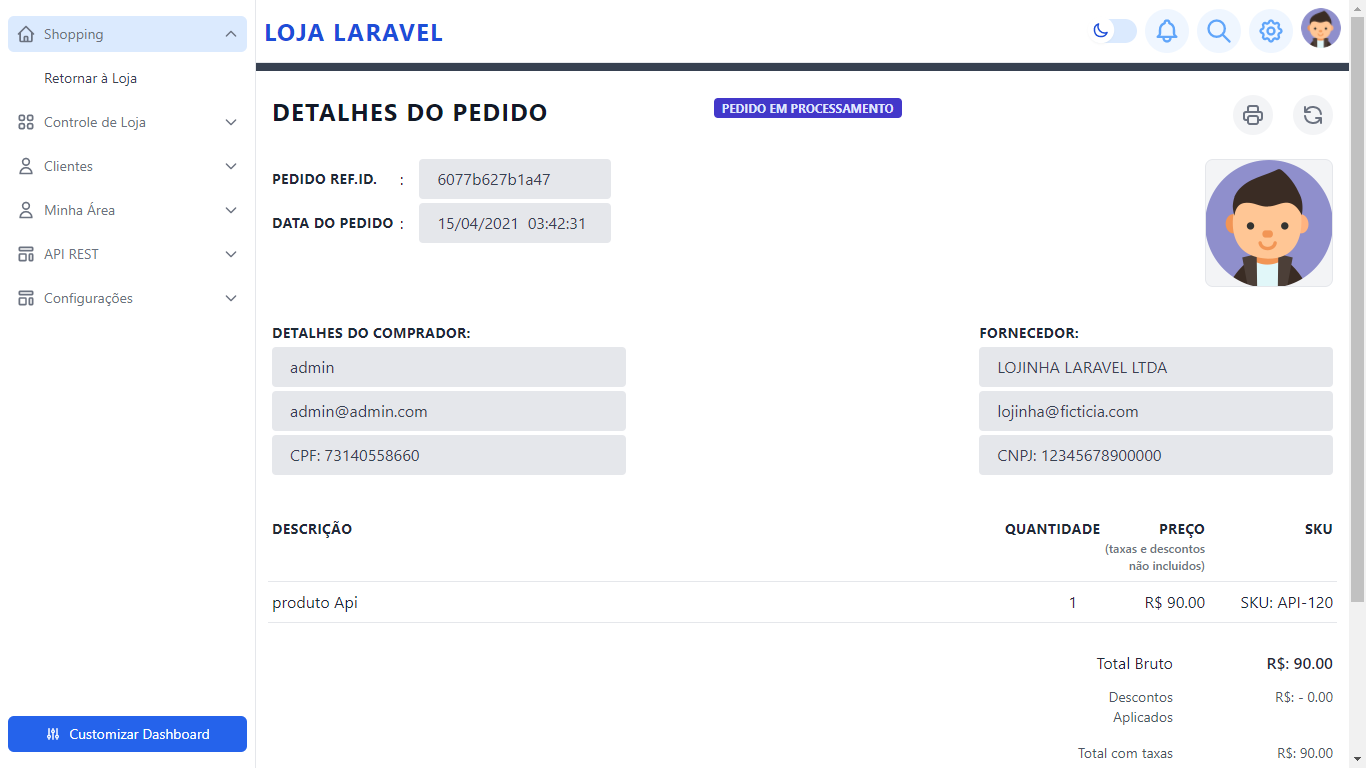 Shopping
Retornar à Loja
Controle de Loja
Clientes
Minha Área
API REST
Configurações
Customizar Dashboard
LOJA LARAVEL
DETALHES DO PEDIDO
PEDIDO EM PROCESSAMENTO
PEDIDO REF.ID. : 6077b627b1a47
DATA DO PEDIDO : 15/04/2021 03:42:31
DETALHES DO COMPRADOR:
admin
admin@admin.com
CPF: 73140558660
FORNECEDOR:
LOJINHA LARAVEL LTDA
lojinha@ficticia.com
CNPJ: 12345678900000
DESCRIÇÃO QUANTIDADE PREÇO SKU
(taxas e descontos
não incluidos)
produto Api 1 R$ 90.00 SKU: API-120
Total Bruto R$: 90.00
Descontos R$: - 0.00
Aplicados
Total com taxas R$: 90.00